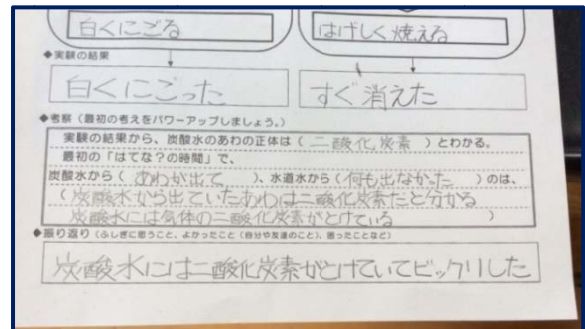 白くにごる
はげしく燃える
◆実験の結果
白くにごった
すぐ消えた
◆考察(最初の考えをパワーアップしましょう。)
実験の結果から、炭酸水のあわの正体は(二酸化炭素)とわかる。
最初の「はてな?の時間」で、
炭酸水から(あわが出て)、水道水から(何も出なかった)のは、
(炭酸水から出ていたあわは二酸化炭素だと分かる
炭酸水には気体の二酸化炭素がとけている)
◆振り返り(ふしぎに思うこと、よかったこと(自分や友達のこと)、困ったことなど)
炭酸水には二酸化炭素がとけていてビックリした